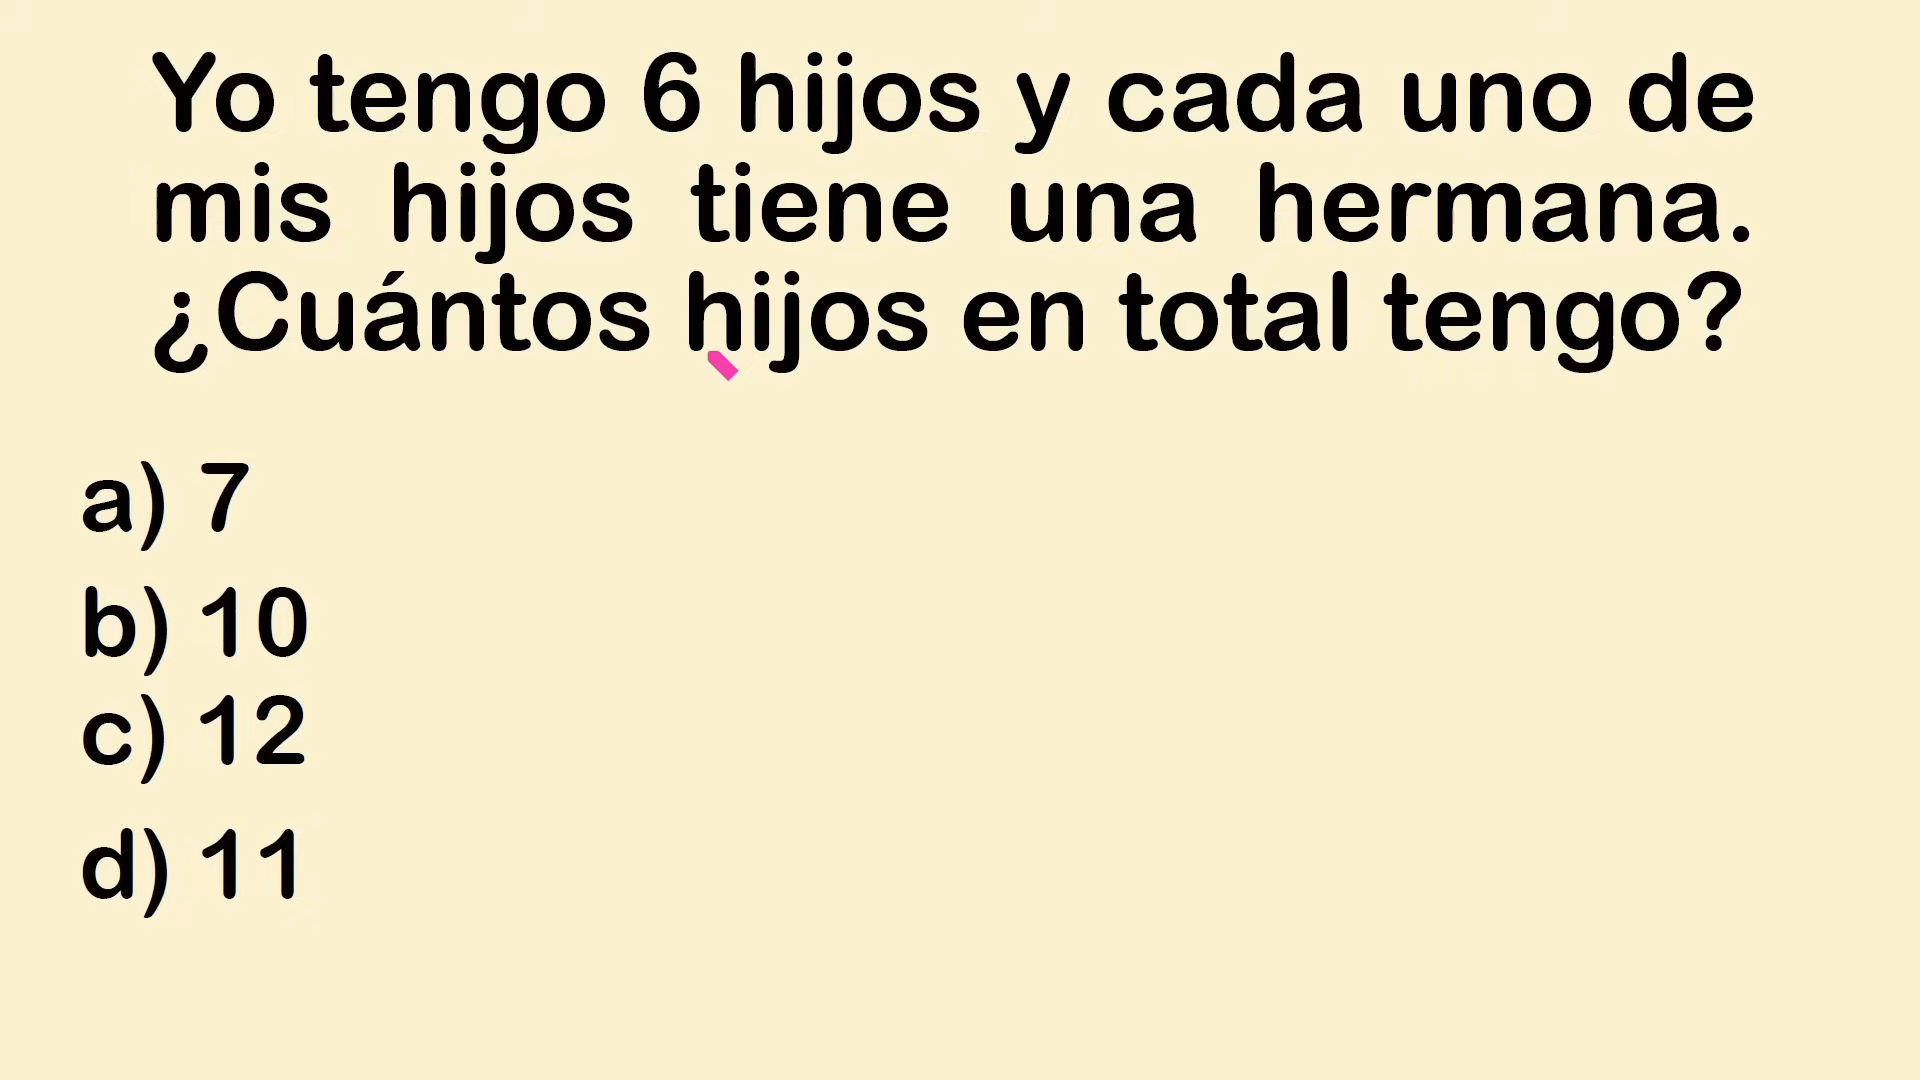 Yo tengo 6 hijos y cada uno de
mis hijos tiene una hermana.
¿Cuántos hijos en total tengo?
a) 7
b) 10
c) 12
d) 11